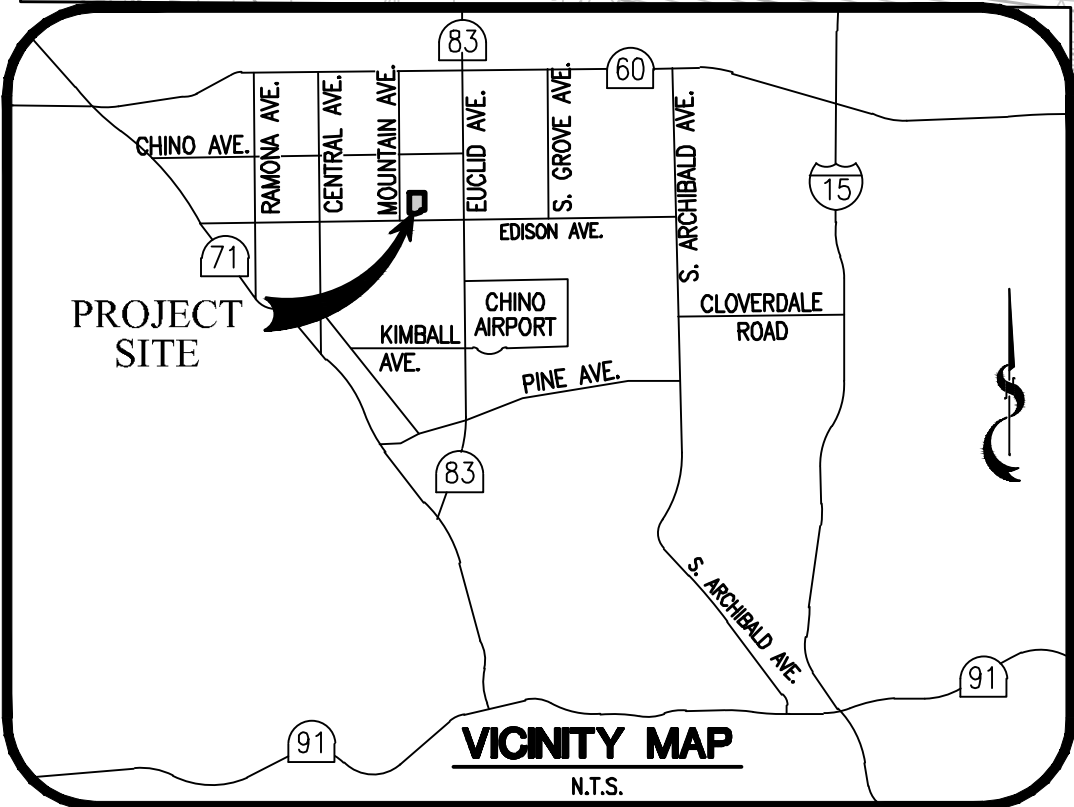 83
60
CHINO AVE.
RAMONA AVE.
CENTRAL AVE.
MOUNTAIN AVE.
EUCLID AVE.
S. GROVE AVE.
S. ARCHIBALD AVE.
15
EDISON AVE.
71
PROJECT
SITE
CHINO
AIRPORT
CLOVERDALE
ROAD
KIMBALL
AVE.
PINE AVE.
83
S. ARCHIBALD AVE.
91
91
VICINITY MAP
N.T.S.